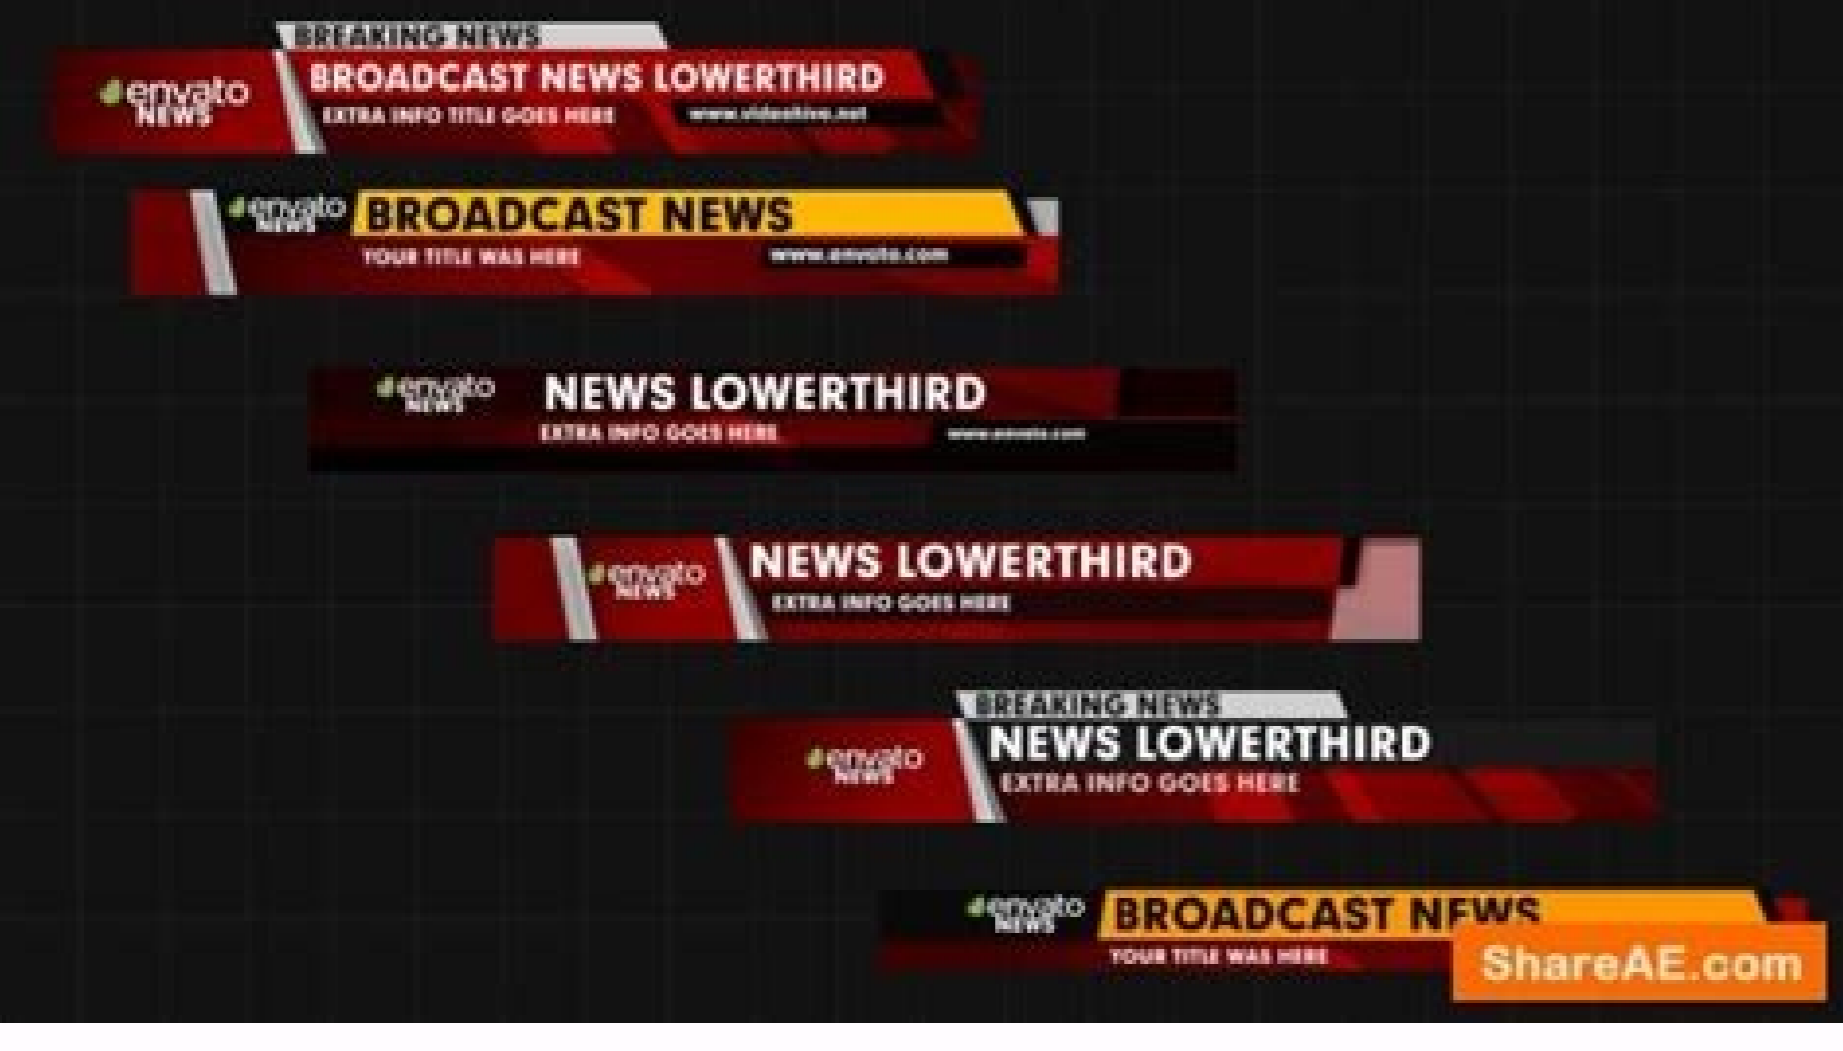 BREAKING NEWS
envato
NEWS
BROADCAST NEWS LOWERTHIRD
EXTRA INFO TITLE GOES HERE
www.videohive.net
envato
NEWS
BROADCAST NEWS
YOUR TITLE WAS HERE
www.envato.com
envato
NEWS
NEWS LOWERTHIRD
EXTRA INFO GOES HERE
www.envato.com
envato
NEWS
NEWS LOWERTHIRD
EXTRA INFO GOES HERE
BREAKING NEWS
envato
NEWS
NEWS LOWERTHIRD
EXTRA INFO GOES HERE
envato
NEWS
BROADCAST NEWS
YOUR TITLE WAS HERE
ShareAE.com